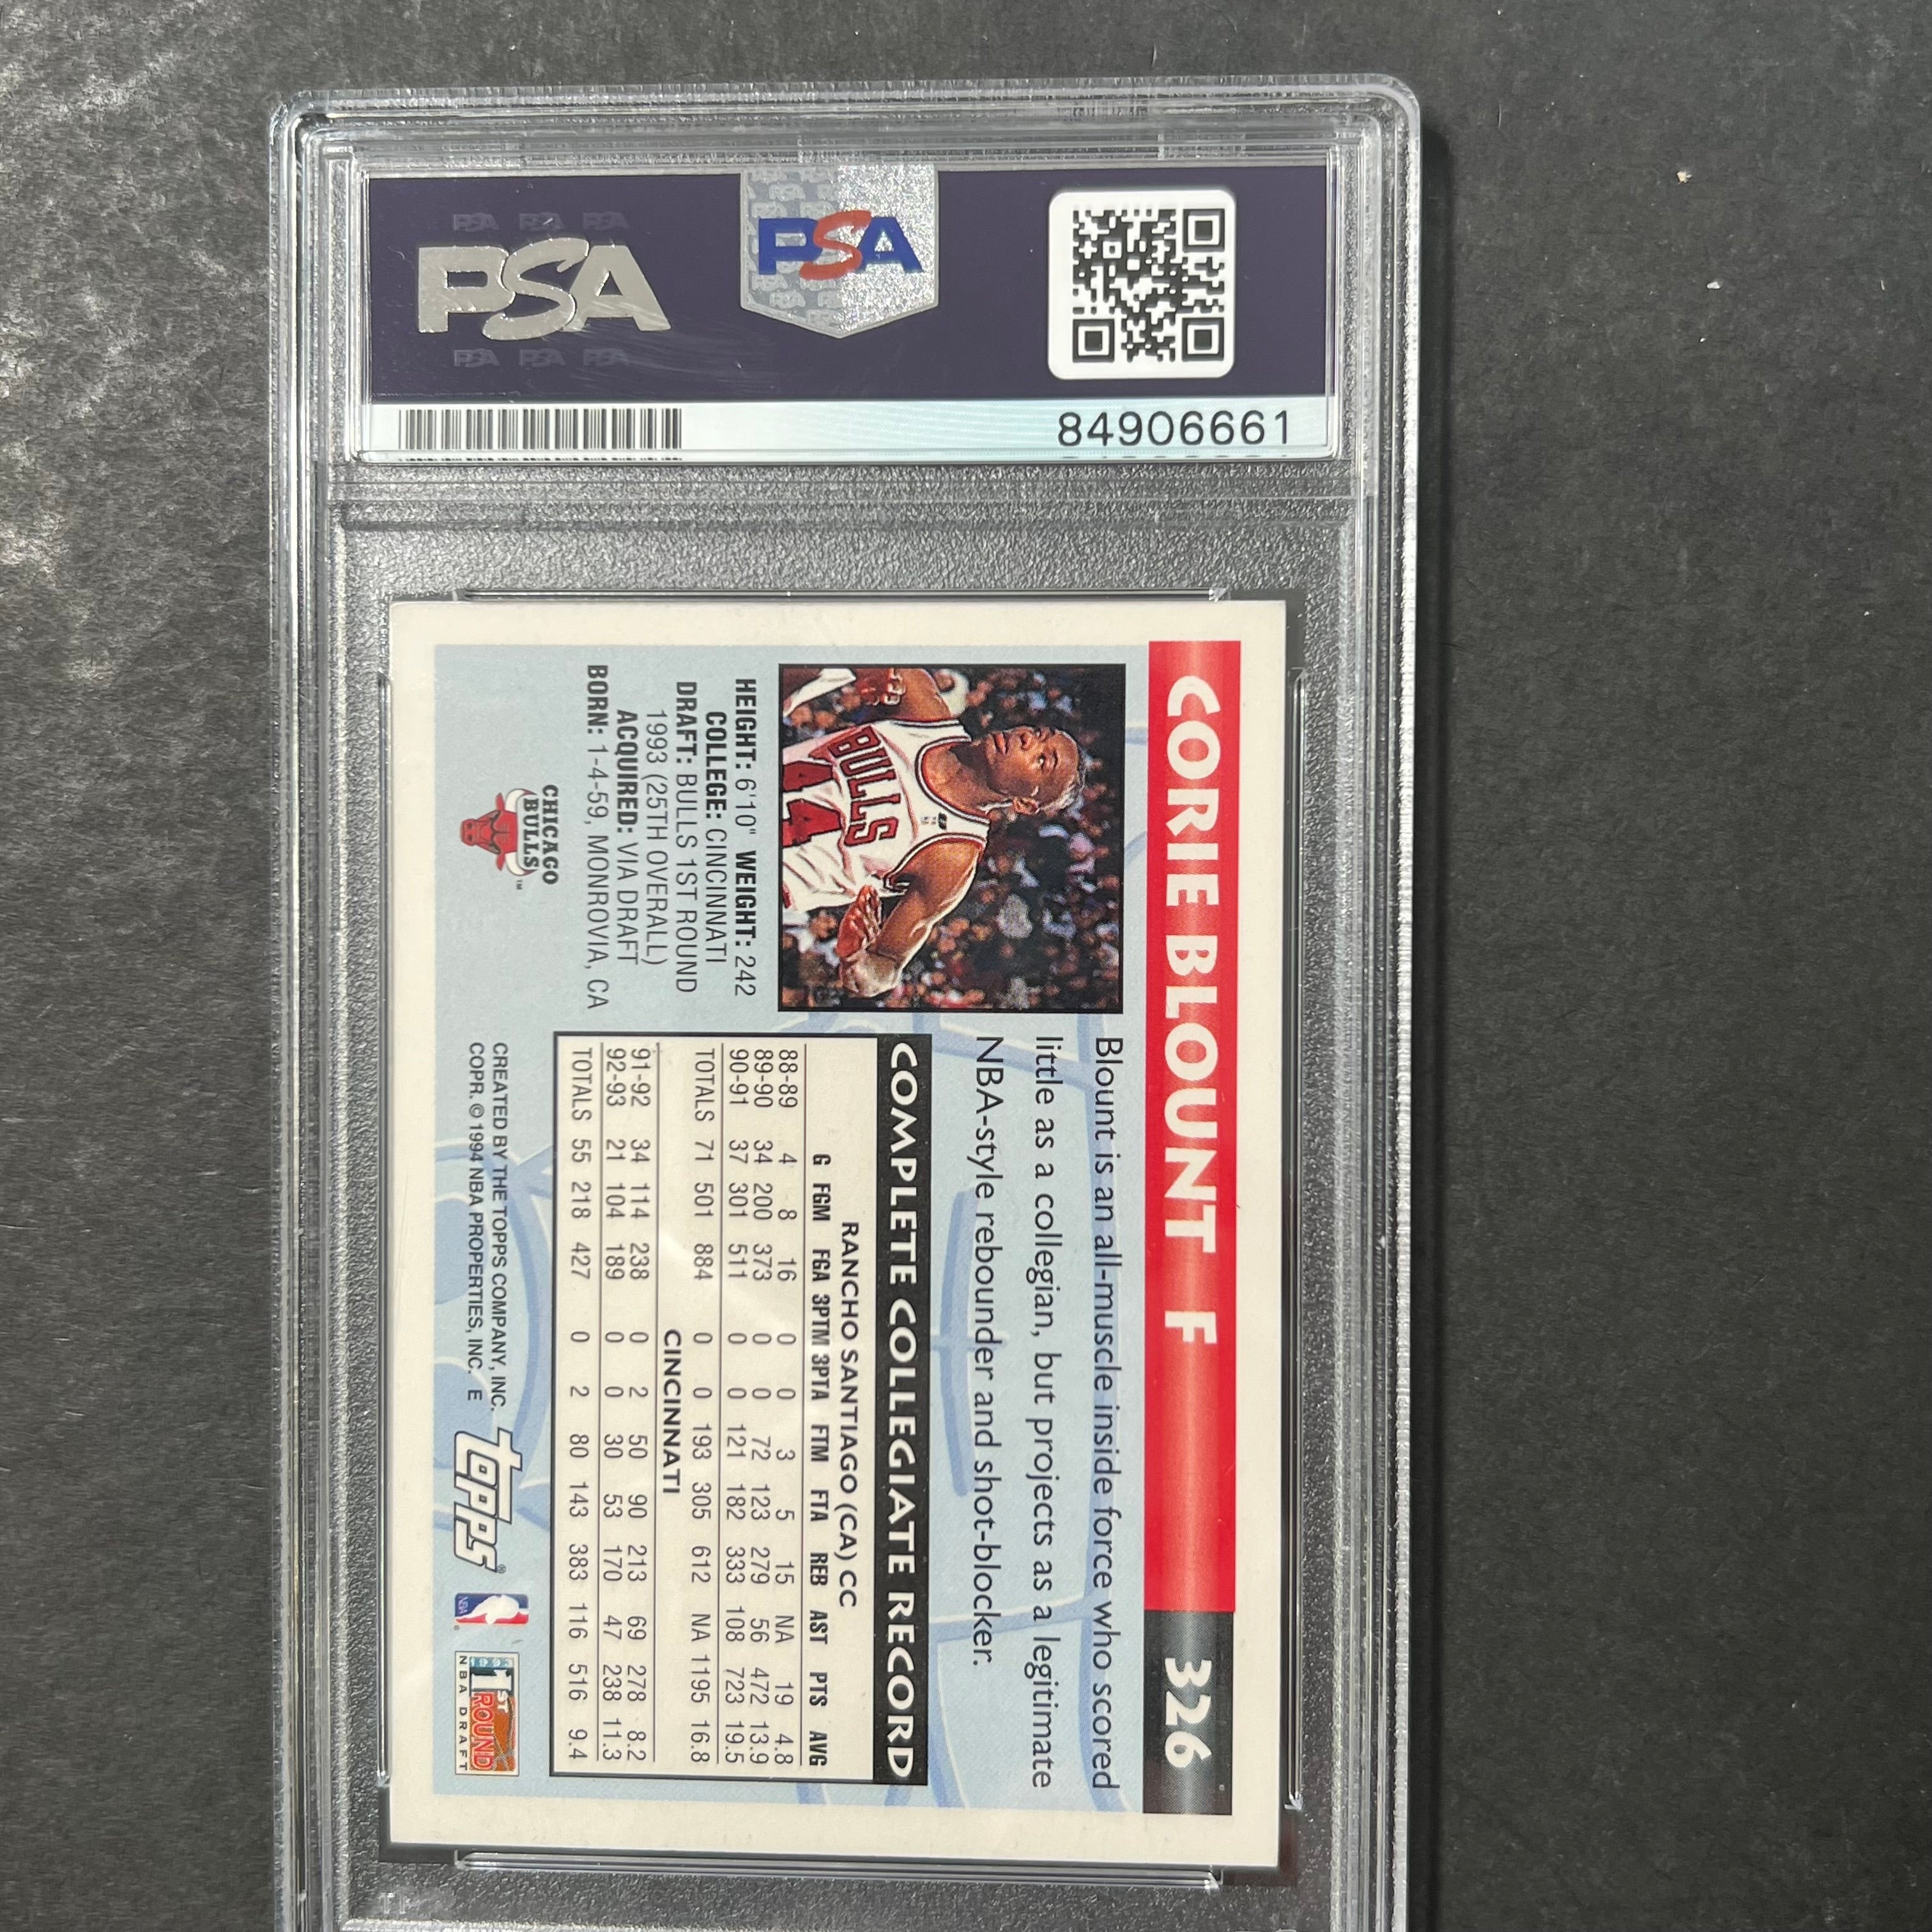 PSA PSA PSA
PSA
PSA PSA PSA
PSA
84906661
CORIE BLOUNT F 326
BULLS
44
Blount is an all-muscle inside force who scored
little as a collegian, but projects as a legitimate
NBA-style rebounder and shot-blocker.
HEIGHT: 6'10" WEIGHT: 242
COLLEGE: CINCINNATI
DRAFT: BULLS 1ST ROUND
1993 (25TH OVERALL)
ACQUIRED: VIA DRAFT
BORN: 1-4-59, MONROVIA, CA
CHICAGO
BULLS™
COMPLETE COLLEGIATE RECORD
RANCHO SANTIAGO (CA) CC
G FGM FGA 3PTM 3PTA FTM FTA REB AST PTS AVG
88-89 4 8 16 0 0 3 5 15 NA 19 4.8
89-90 34 200 373 0 0 72 123 279 56 472 13.9
90-91 37 301 511 0 0 121 182 333 108 723 19.5
TOTALS 71 501 884 0 0 193 305 612 NA 1195 16.8
CINCINNATI
91-92 34 114 238 0 2 50 90 213 69 278 8.2
92-93 21 104 189 0 0 30 53 170 47 238 11.3
TOTALS 55 218 427 0 2 80 143 383 116 516 9.4
CREATED BY THE TOPPS COMPANY, INC.
COPR. © 1994 NBA PROPERTIES, INC. E
TOPPS®
NBA
1ST
ROUND
NBA DRAFT